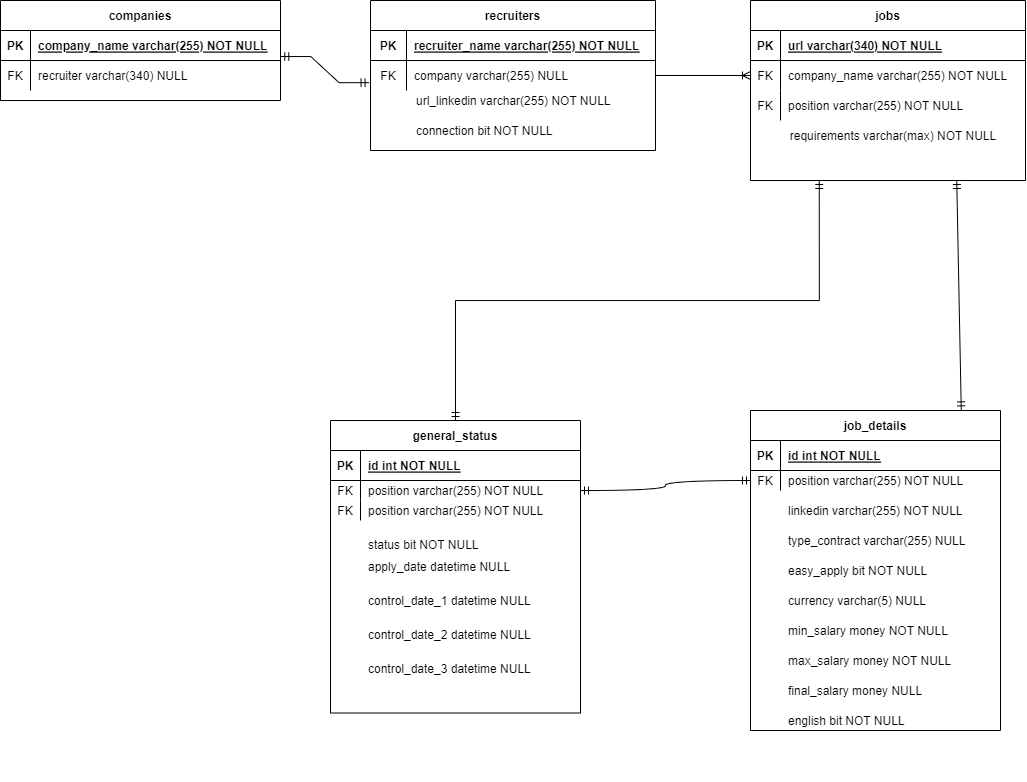 companies
PK company_name varchar(255) NOT NULL
FK recruiter varchar(340) NULL
recruiters
PK recruiter_name varchar(255) NOT NULL
FK company varchar(255) NULL
url_linkedin varchar(255) NOT NULL
connection bit NOT NULL
jobs
PK url varchar(340) NOT NULL
FK company_name varchar(255) NOT NULL
FK position varchar(255) NOT NULL
requirements varchar(max) NOT NULL
general_status
PK id int NOT NULL
FK position varchar(255) NOT NULL
FK position varchar(255) NOT NULL
status bit NOT NULL
apply_date datetime NULL
control_date_1 datetime NULL
control_date_2 datetime NULL
control_date_3 datetime NULL
job_details
PK id int NOT NULL
FK position varchar(255) NOT NULL
linkedin varchar(255) NOT NULL
type_contract varchar(255) NULL
easy_apply bit NOT NULL
currency varchar(5) NULL
min_salary money NOT NULL
max_salary money NOT NULL
final_salary money NULL
english bit NOT NULL